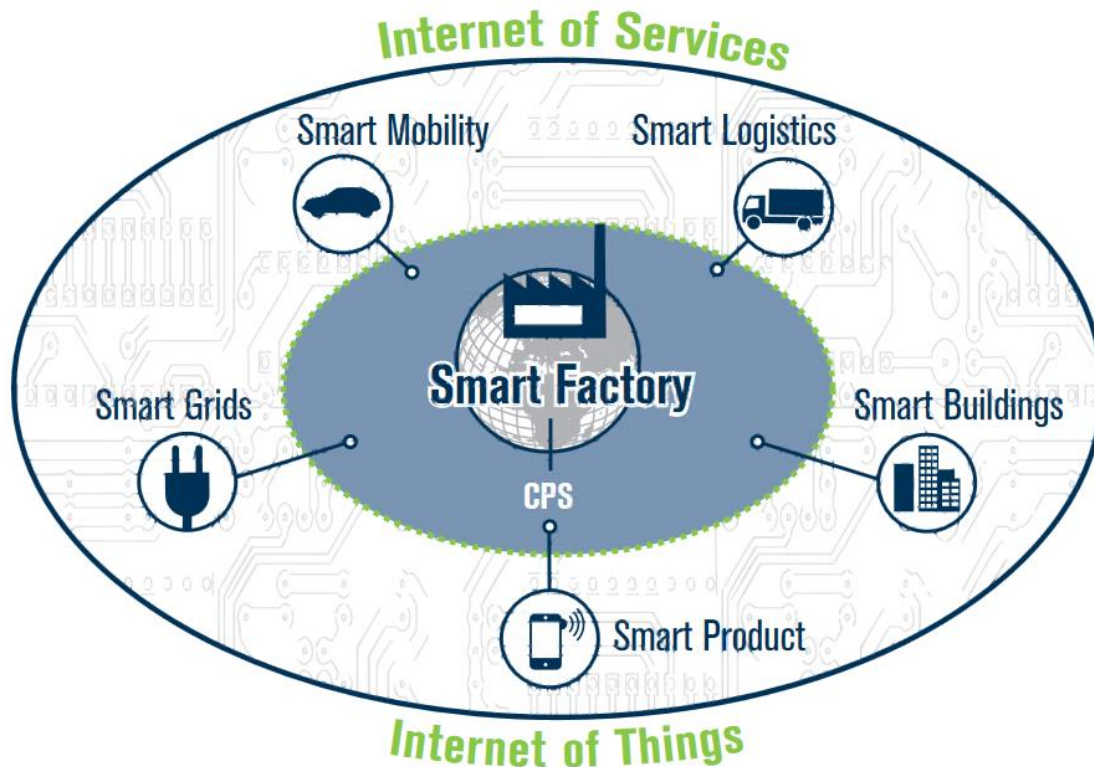 Internet of Services
Smart Mobility
Smart Logistics
Smart Factory
Smart Grids
Smart Buildings
CPS
Smart Product
Internet of Things